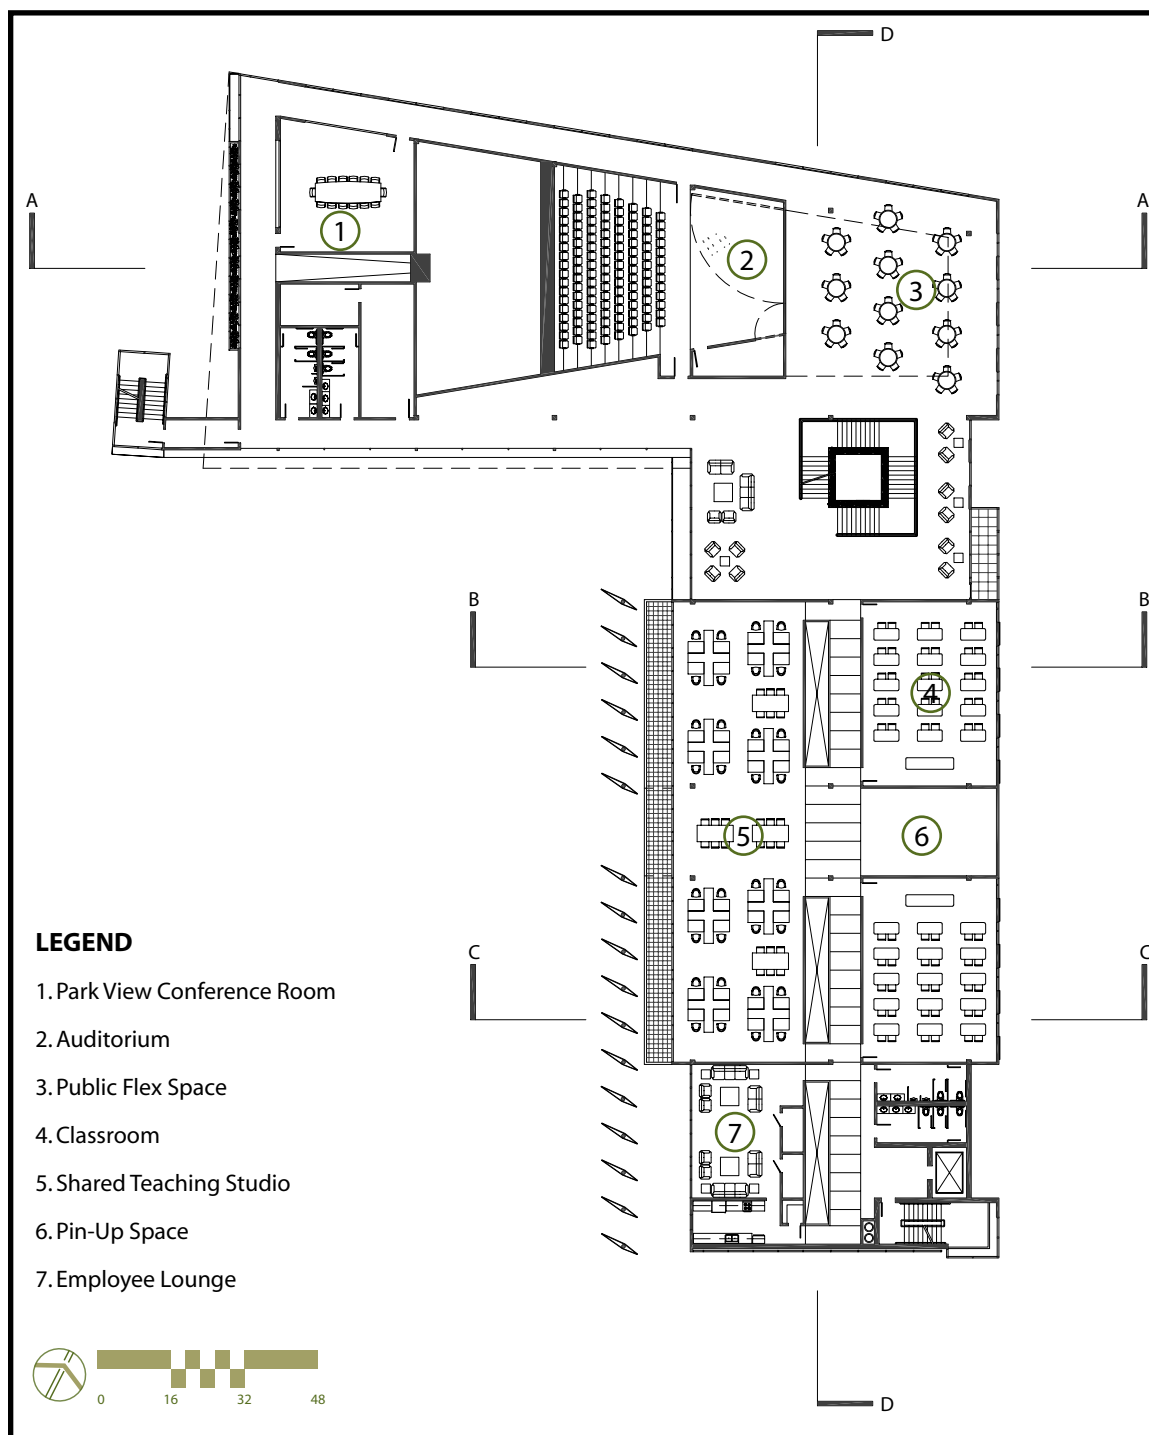 D
A
A
1
2
3
B
B
4
5
6
C
C
LEGEND
1. Park View Conference Room
2. Auditorium
3. Public Flex Space
4. Classroom
5. Shared Teaching Studio
6. Pin-Up Space
7. Employee Lounge
7
0 16 32 48
D